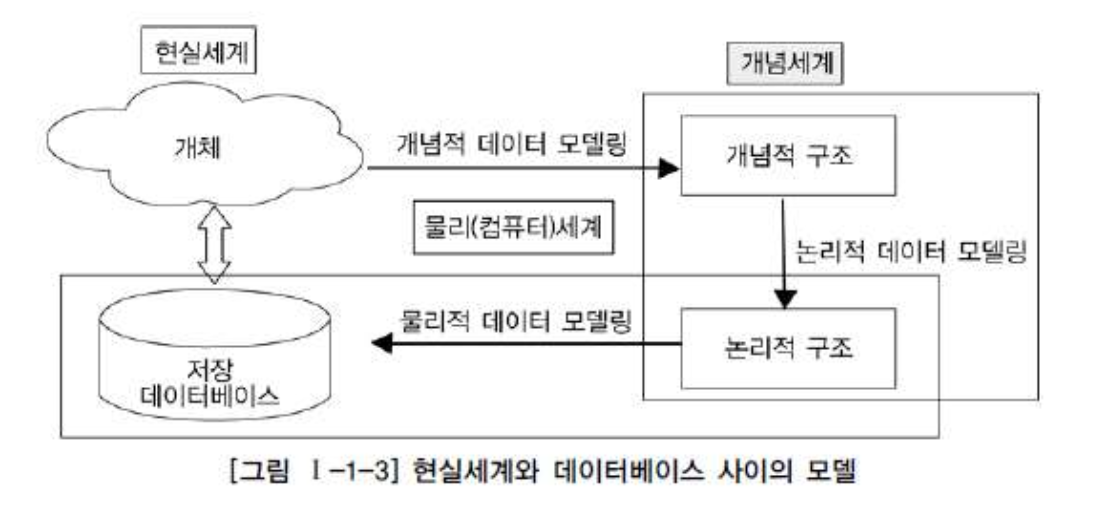 현실세계
개념세계
개체
개념적 데이터 모델링
개념적 구조
물리(컴퓨터)세계
논리적 데이터 모델링
물리적 데이터 모델링
논리적 구조
저장
데이터베이스
[그림 Ⅰ-1-3] 현실세계와 데이터베이스 사이의 모델